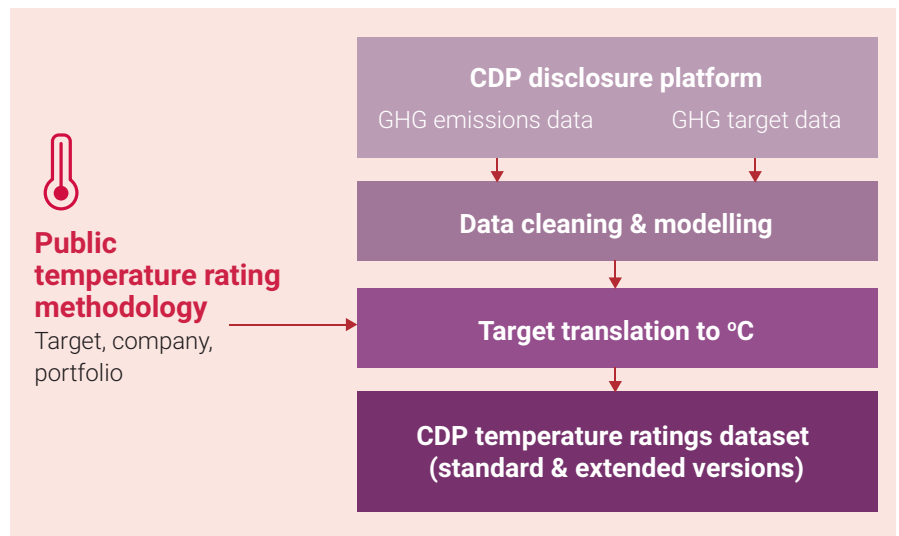 CDP disclosure platform
GHG emissions data
GHG target data
Data cleaning & modelling
Public
temperature rating
methodology
Target, company,
portfolio
Target translation to ºC
CDP temperature ratings dataset
(standard & extended versions)